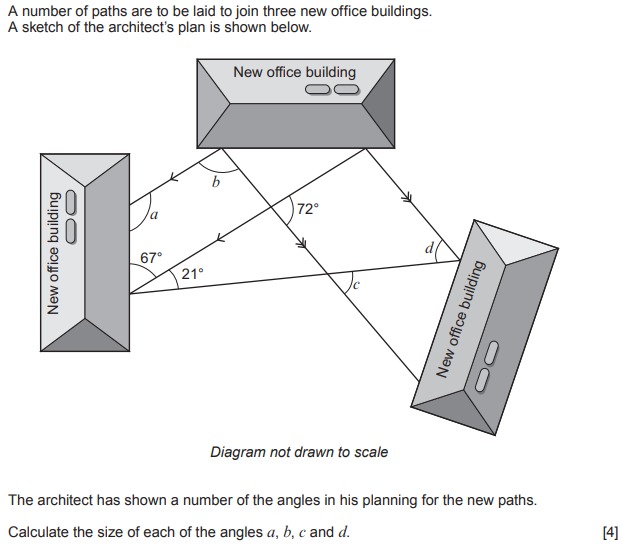 A number of paths are to be laid to join three new office buildings.
A sketch of the architect's plan is shown below.
New office building
b
a
72°
New office building
67°
21°
d
c
New office building
Diagram not drawn to scale
The architect has shown a number of the angles in his planning for the new paths.
Calculate the size of each of the angles a, b, c and d. [4]